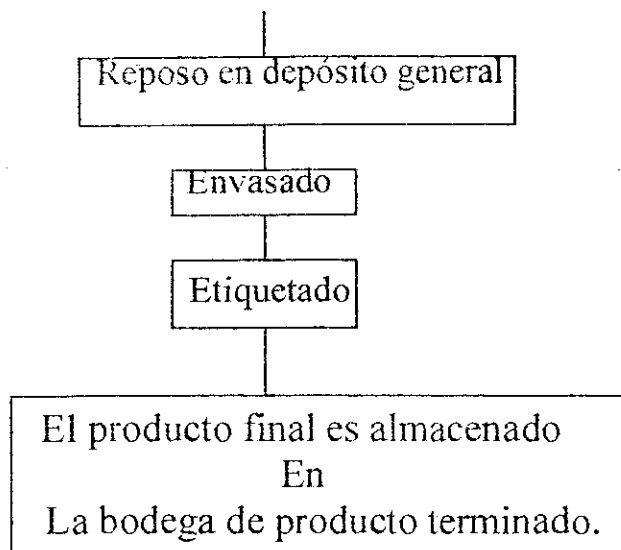 Reposo en depósito general
Envasado
Etiquetado
El producto final es almacenado
En
La bodega de producto terminado.